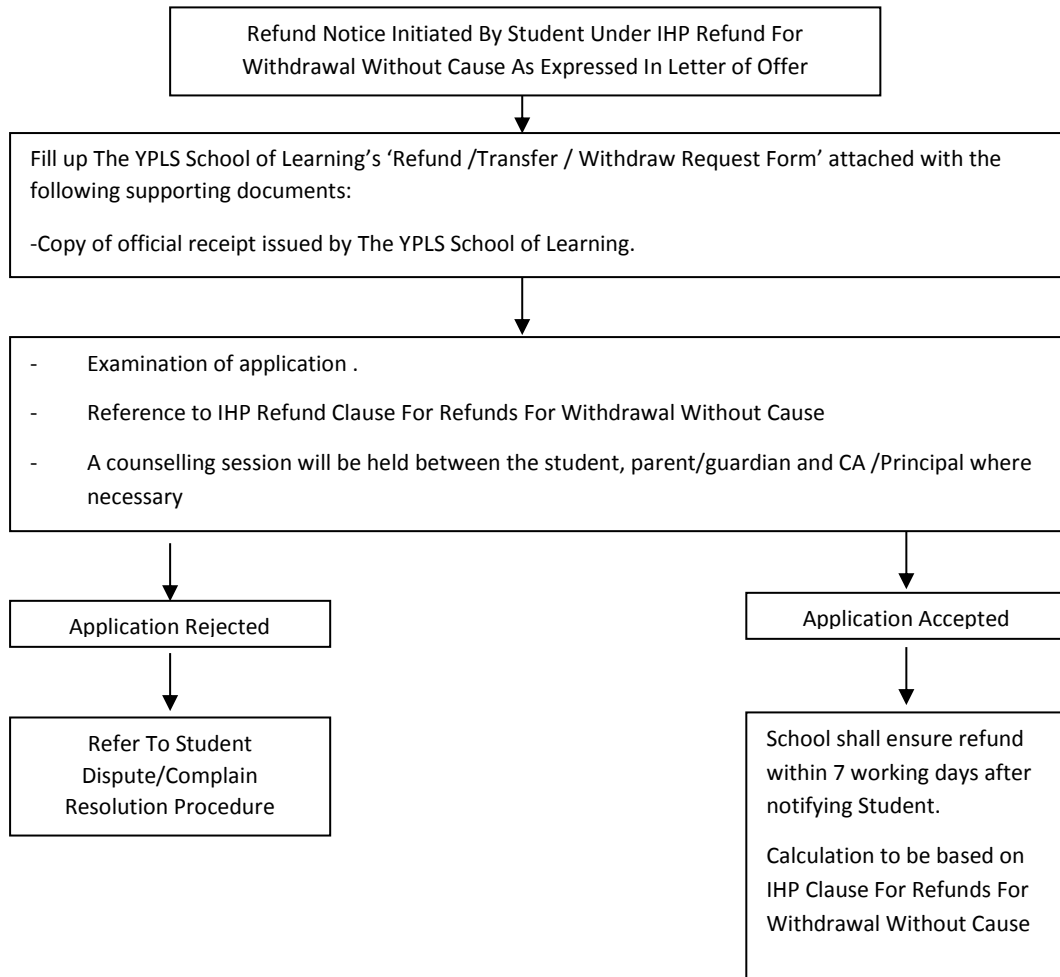 Refund Notice Initiated By Student Under IHP Refund For
Withdrawal Without Cause As Expressed In Letter of Offer
Fill up The YPLS School of Learning’s ‘Refund /Transfer / Withdraw Request Form’ attached with the
following supporting documents:
-Copy of official receipt issued by The YPLS School of Learning.
- Examination of application .
- Reference to IHP Refund Clause For Refunds For Withdrawal Without Cause
- A counselling session will be held between the student, parent/guardian and CA /Principal where
necessary
Application Rejected
Application Accepted
Refer To Student
Dispute/Complain
Resolution Procedure
School shall ensure refund
within 7 working days after
notifying Student.
Calculation to be based on
IHP Clause For Refunds For
Withdrawal Without Cause